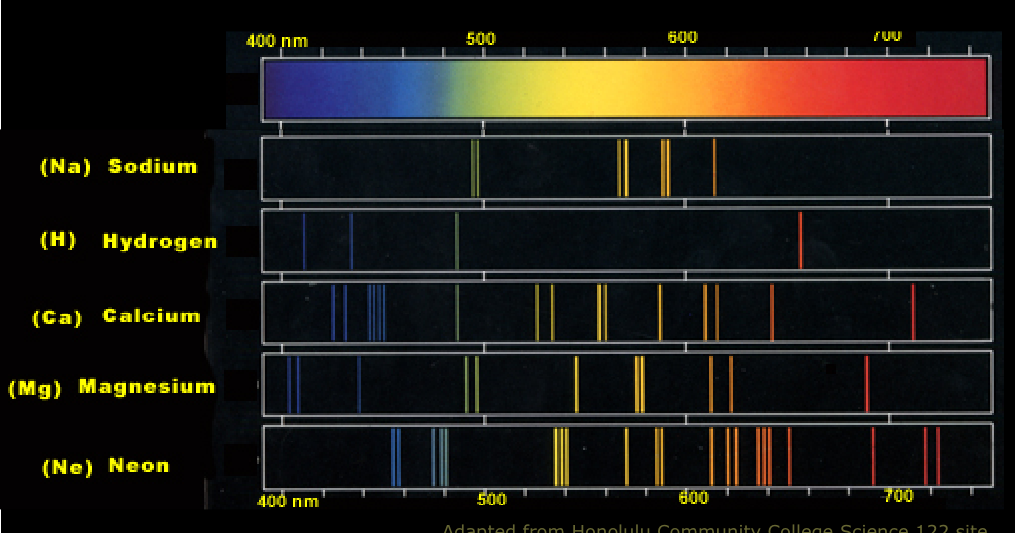 400 nm 500 600 700
(Na) Sodium
(H) Hydrogen
(Ca) Calcium
(Mg) Magnesium
(Ne) Neon
400 nm 500 600 700
Adapted from Honolulu Community College Science 122 site